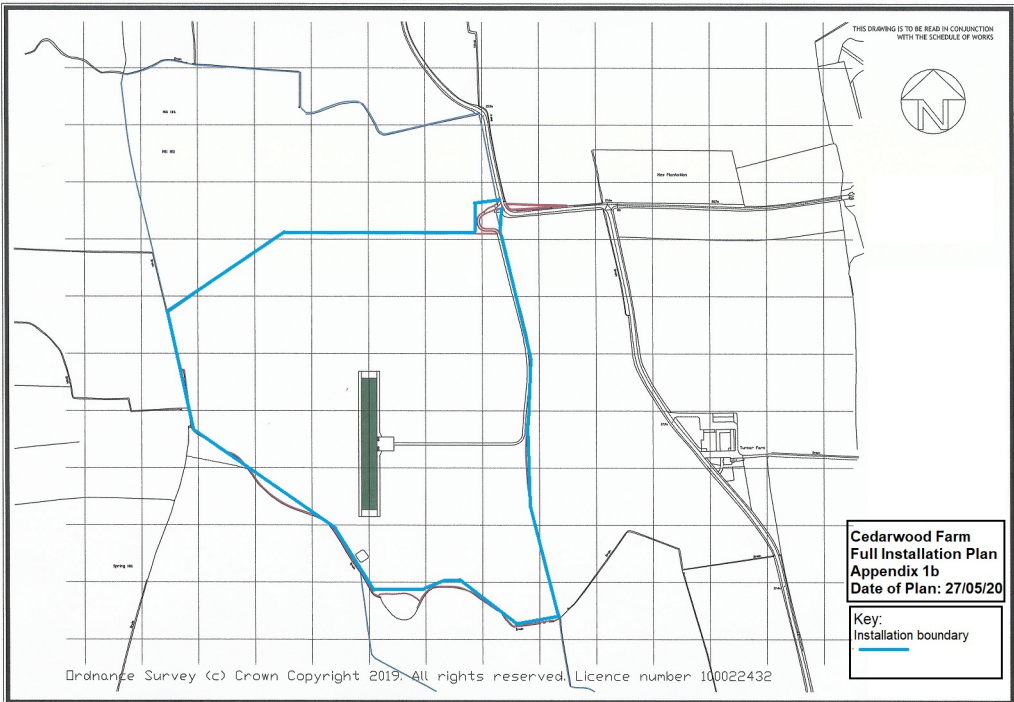 THIS DRAWING IS TO BE READ IN CONJUNCTION
WITH THE SCHEDULE OF WORKS
N
New Plantation
Turner Farm
Spring Hill
Cedarwood Farm
Full Installation Plan
Appendix 1b
Date of Plan: 27/05/20
Key:
Installation boundary
Ordnance Survey (c) Crown Copyright 2019. All rights reserved. Licence number 100022432